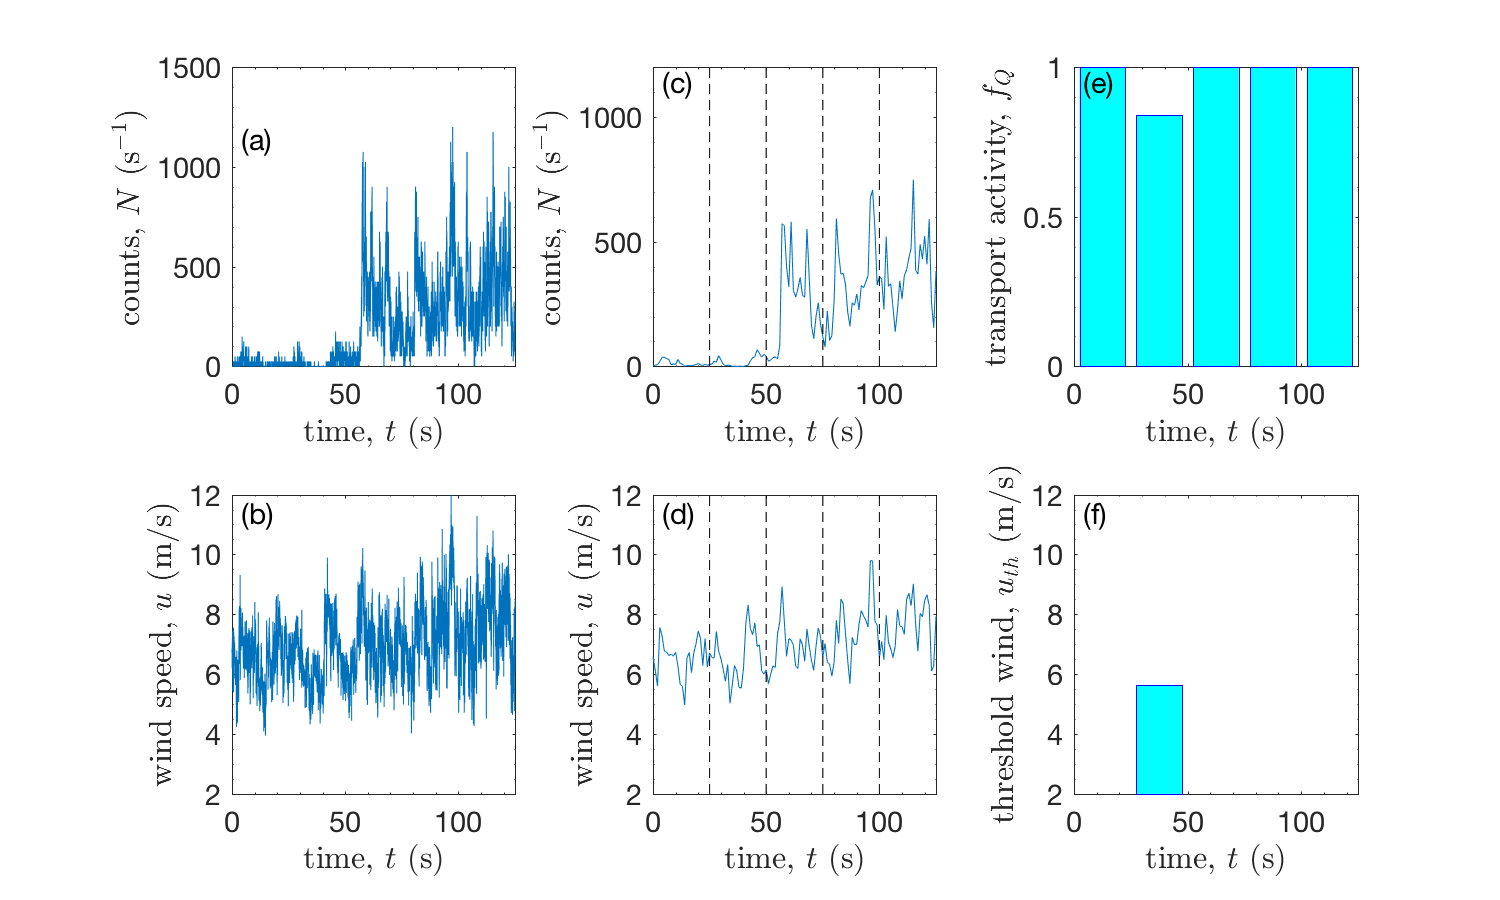 1500
1000
500
0
0 50 100
counts, N (s⁻¹)
time, t (s)
(a)
1000
500
0
0 50 100
counts, N (s⁻¹)
time, t (s)
(c)
1
0.5
0
0 50 100
transport activity, f_Q
time, t (s)
(e)
12
10
8
6
4
2
0 50 100
wind speed, u (m/s)
time, t (s)
(b)
12
10
8
6
4
2
0 50 100
wind speed, u (m/s)
time, t (s)
(d)
12
10
8
6
4
2
0 50 100
threshold wind, u_th (m/s)
time, t (s)
(f)